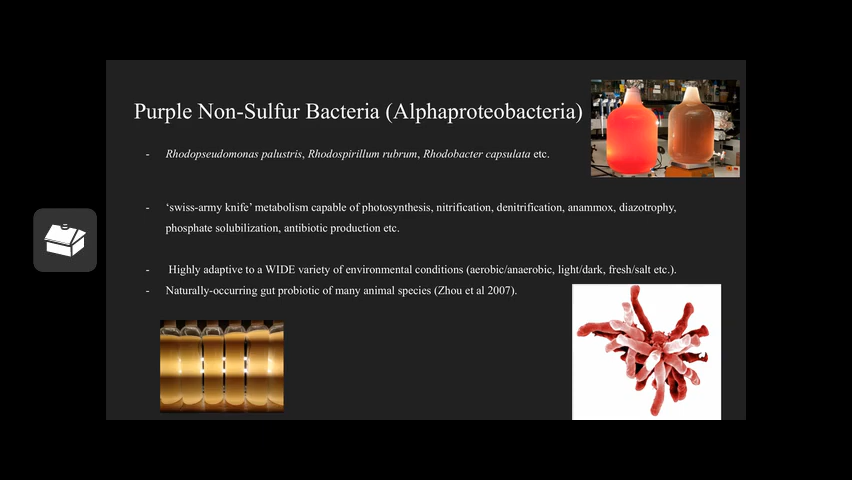 Purple Non-Sulfur Bacteria (Alphaproteobacteria)
- Rhodopseudomonas palustris, Rhodospirillum rubrum, Rhodobacter capsulata etc.
- ‘swiss-army knife’ metabolism capable of photosynthesis, nitrification, denitrification, anammox, diazotrophy,
phosphate solubilization, antibiotic production etc.
- Highly adaptive to a WIDE variety of environmental conditions (aerobic/anaerobic, light/dark, fresh/salt etc.).
- Naturally-occurring gut probiotic of many animal species (Zhou et al 2007).